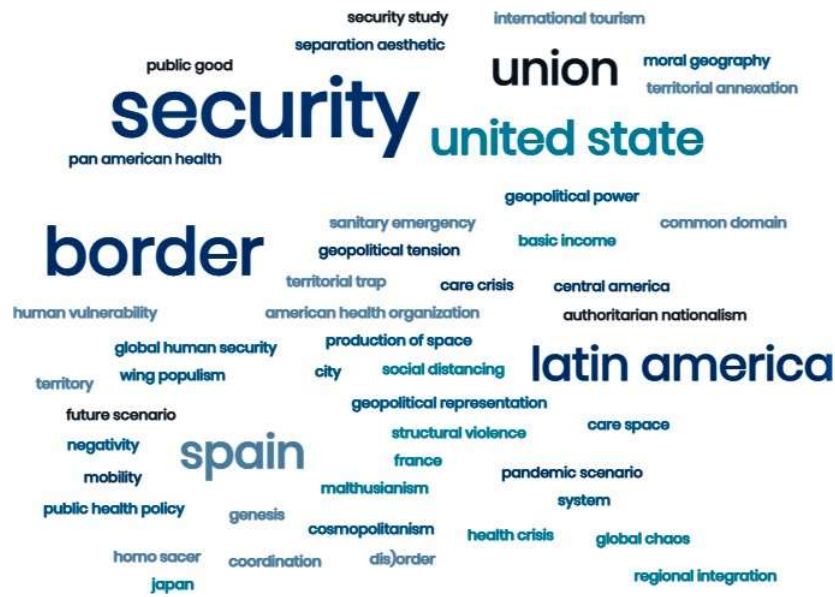 security study
international tourism
separation aesthetic
public good
union
moral geography
territorial annexation
security
united state
pan american health
geopolitical power
sanitary emergency
common domain
border
geopolitical tension
basic income
territorial trap
care crisis
central america
human vulnerability
american health organization
authoritarian nationalism
global human security
production of space
latin america
territory
wing populism
city
social distancing
future scenario
geopolitical representation
care space
negativity
spain
structural violence
france
mobility
pandemic scenario
malthusianism
system
public health policy
genesis
cosmopolitanism
health crisis
global chaos
homo sacer
coordination
dis)order
japan
regional integration